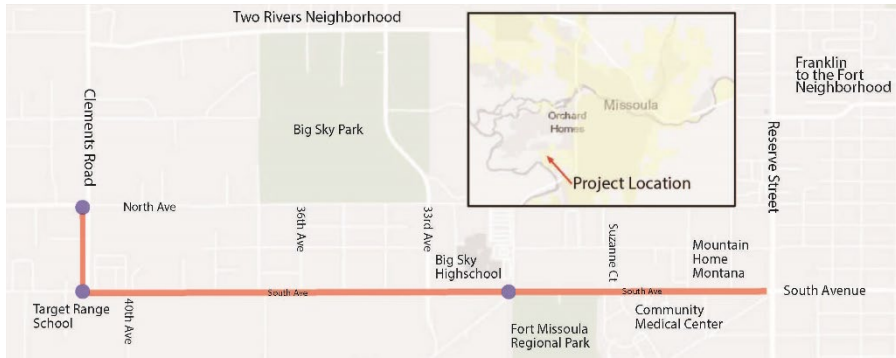 Two Rivers Neighborhood
Franklin
to the Fort
Neighborhood
Clements Road
Big Sky Park
Missoula
Orchard
Homes
Project Location
Reserve Street
North Ave
36th Ave
33rd Ave
Suzanne Ct
Big Sky
Highschool
Mountain
Home
Montana
South Ave
South Ave
South Avenue
Target Range
School
40th Ave
Fort Missoula
Regional Park
Community
Medical Center